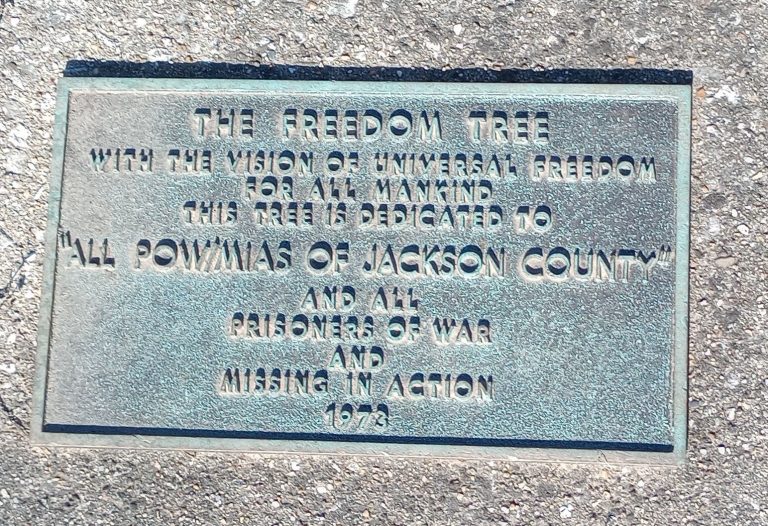 THE FREEDOM TREE
WITH THE VISION OF UNIVERSAL FREEDOM
FOR ALL MANKIND
THIS TREE IS DEDICATED TO
"ALL POW/MIAS OF JACKSON COUNTY"
AND ALL
PRISONERS OF WAR
AND
MISSING IN ACTION
1973